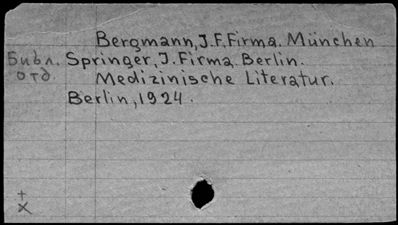 Bergmann, J.F. Firma. München
Библ. Springer, J. Firma. Berlin.
отд. Medizinische Literatur.
Berlin, 1924.
+
X